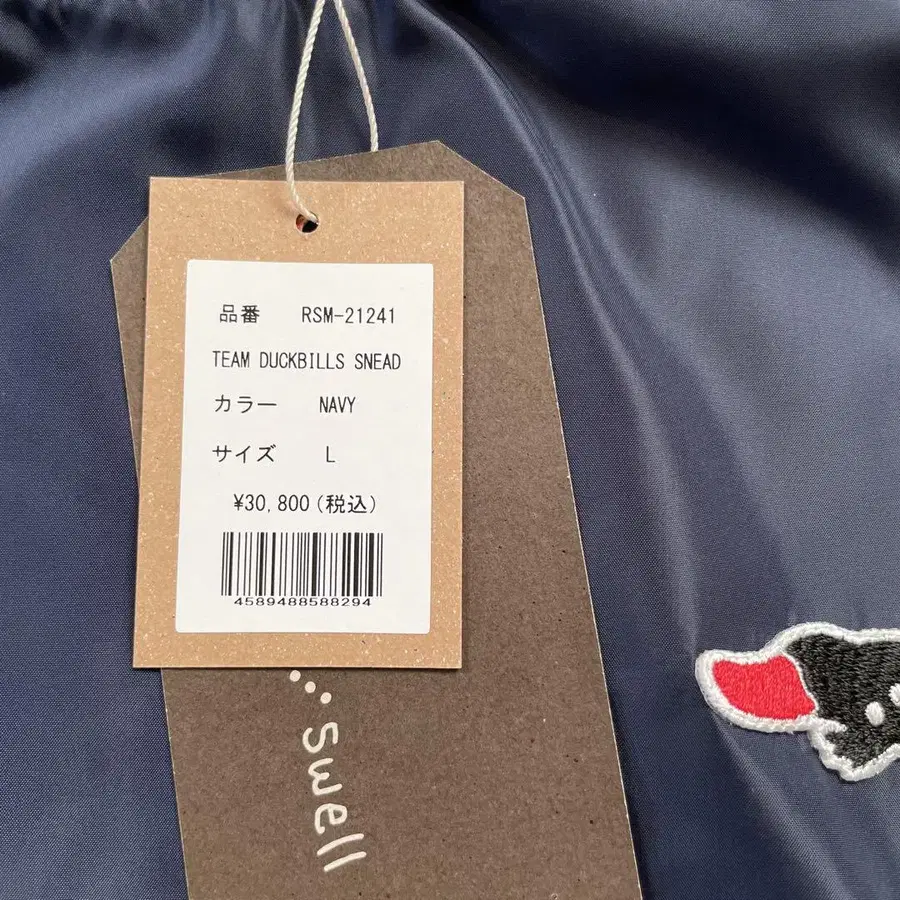 品番 RSM-21241
TEAM DUCKBILLS SNEAD
カラー NAVY
サイズ L
¥30,800(税込)
4589488588294
...swell